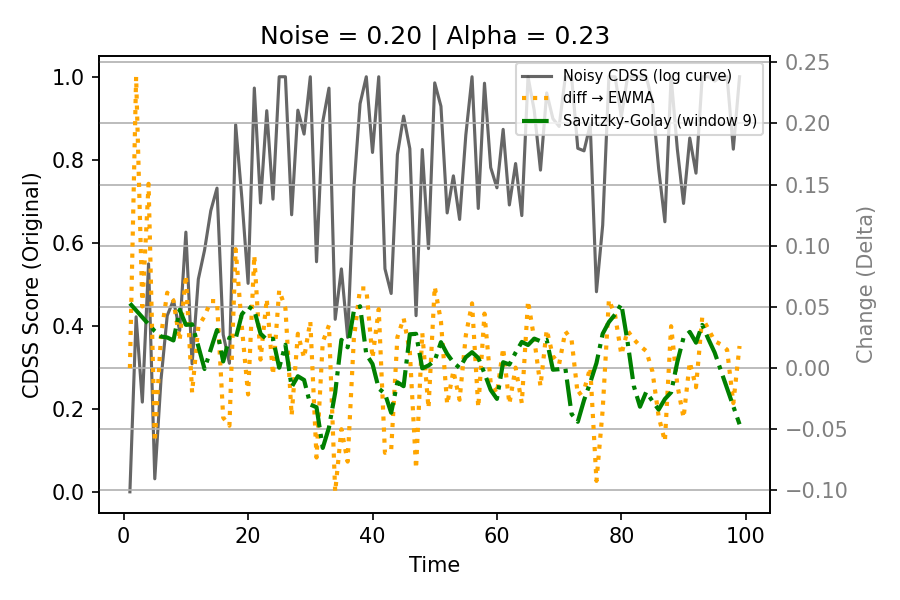 Noise = 0.20 | Alpha = 0.23
CDSS Score (Original)
1.0
0.8
0.6
0.4
0.2
0.0
Noisy CDSS (log curve)
diff → EWMA
Savitzky-Golay (window 9)
0.25
0.20
0.15
0.10
0.05
0.00
−0.05
−0.10
Change (Delta)
0 20 40 60 80 100
Time